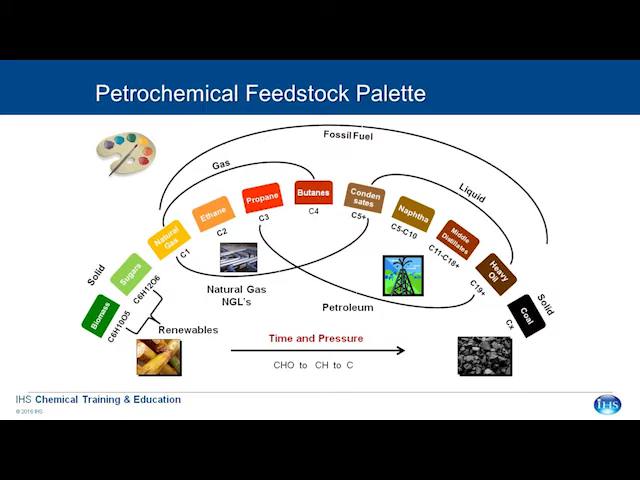 Petrochemical Feedstock Palette
Fossil Fuel
Gas
Liquid
Solid
Biomass
C6H10O5
Sugars
C6H12O6
Natural
Gas
C1
Ethane
C2
Propane
C3
Butanes
C4
Conden
sates
C5+
Naphtha
C5-C10
Middle
Distillates
C11-C18+
Heavy
Oil
C19+
Coal
Cx
Solid
Natural Gas
NGL's
Petroleum
Renewables
Time and Pressure
CHO to CH to C
IHS Chemical Training & Education
© 2016 IHS
IHS